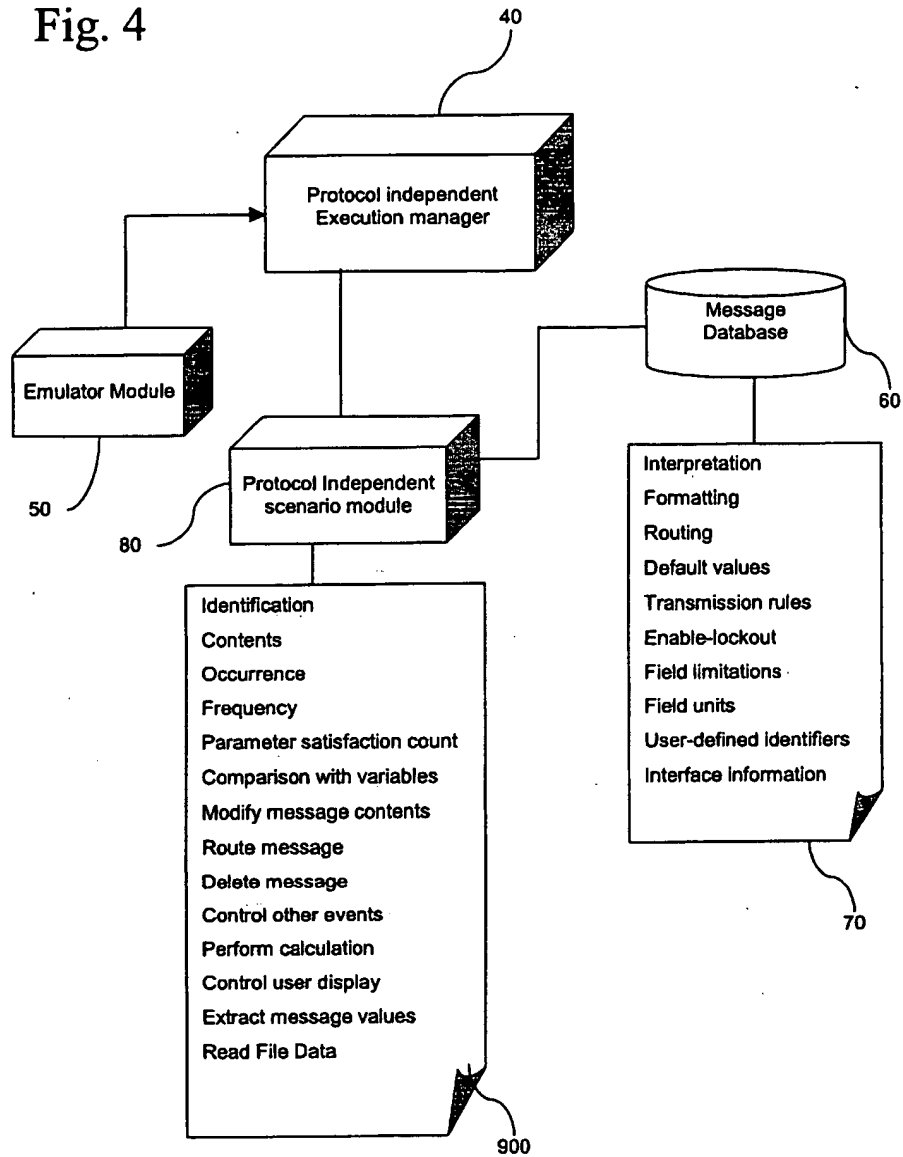 Fig. 4
40
Protocol independent
Execution manager
Message
Database
Emulator Module
60
50
Protocol Independent
scenario module
80
Interpretation
Formatting
Routing
Default values
Transmission rules
Enable-lockout
Field limitations
Field units
User-defined identifiers
Interface information
70
Identification
Contents
Occurrence
Frequency
Parameter satisfaction count
Comparison with variables
Modify message contents
Route message
Delete message
Control other events
Perform calculation
Control user display
Extract message values
Read File Data
900